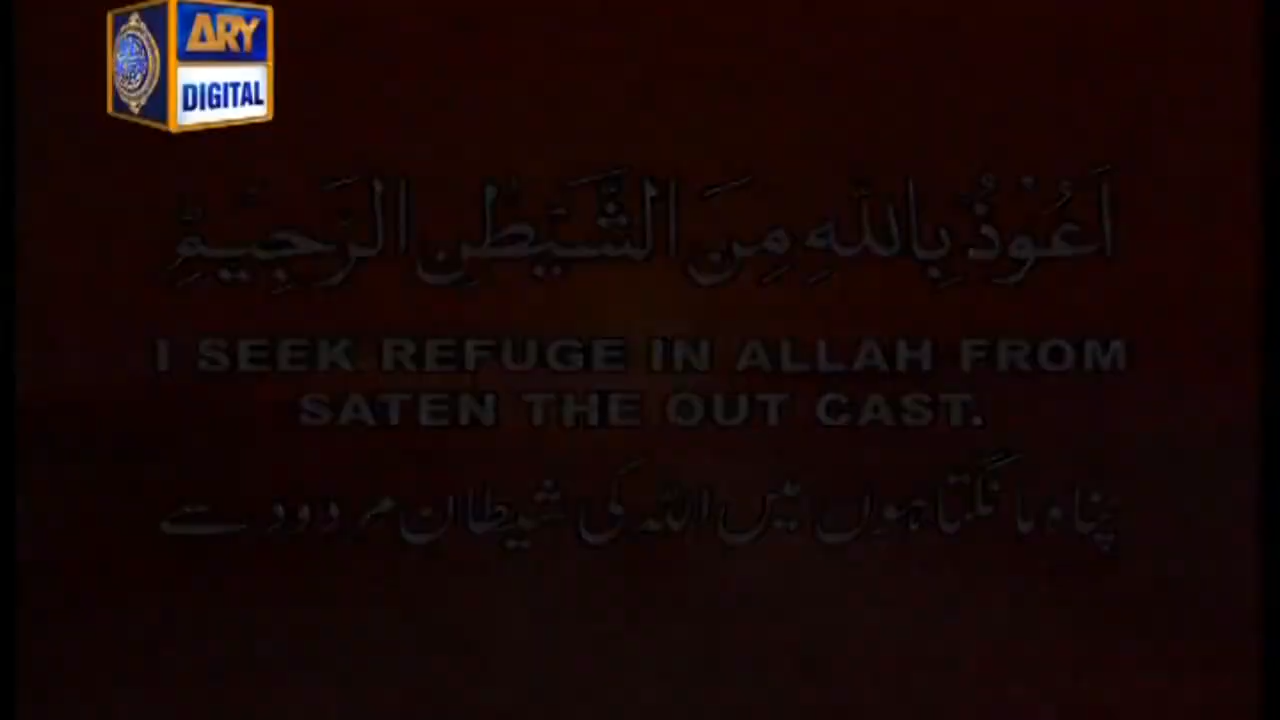 ARY
DIGITAL
اَعُوْذُ بِاللهِ مِنَ الشَّيْطٰنِ الرَّجِيْمِ
I SEEK REFUGE IN ALLAH FROM
SATEN THE OUT CAST.
پناہ مانگتا ہوں میں اللہ کی شیطان مردود سے